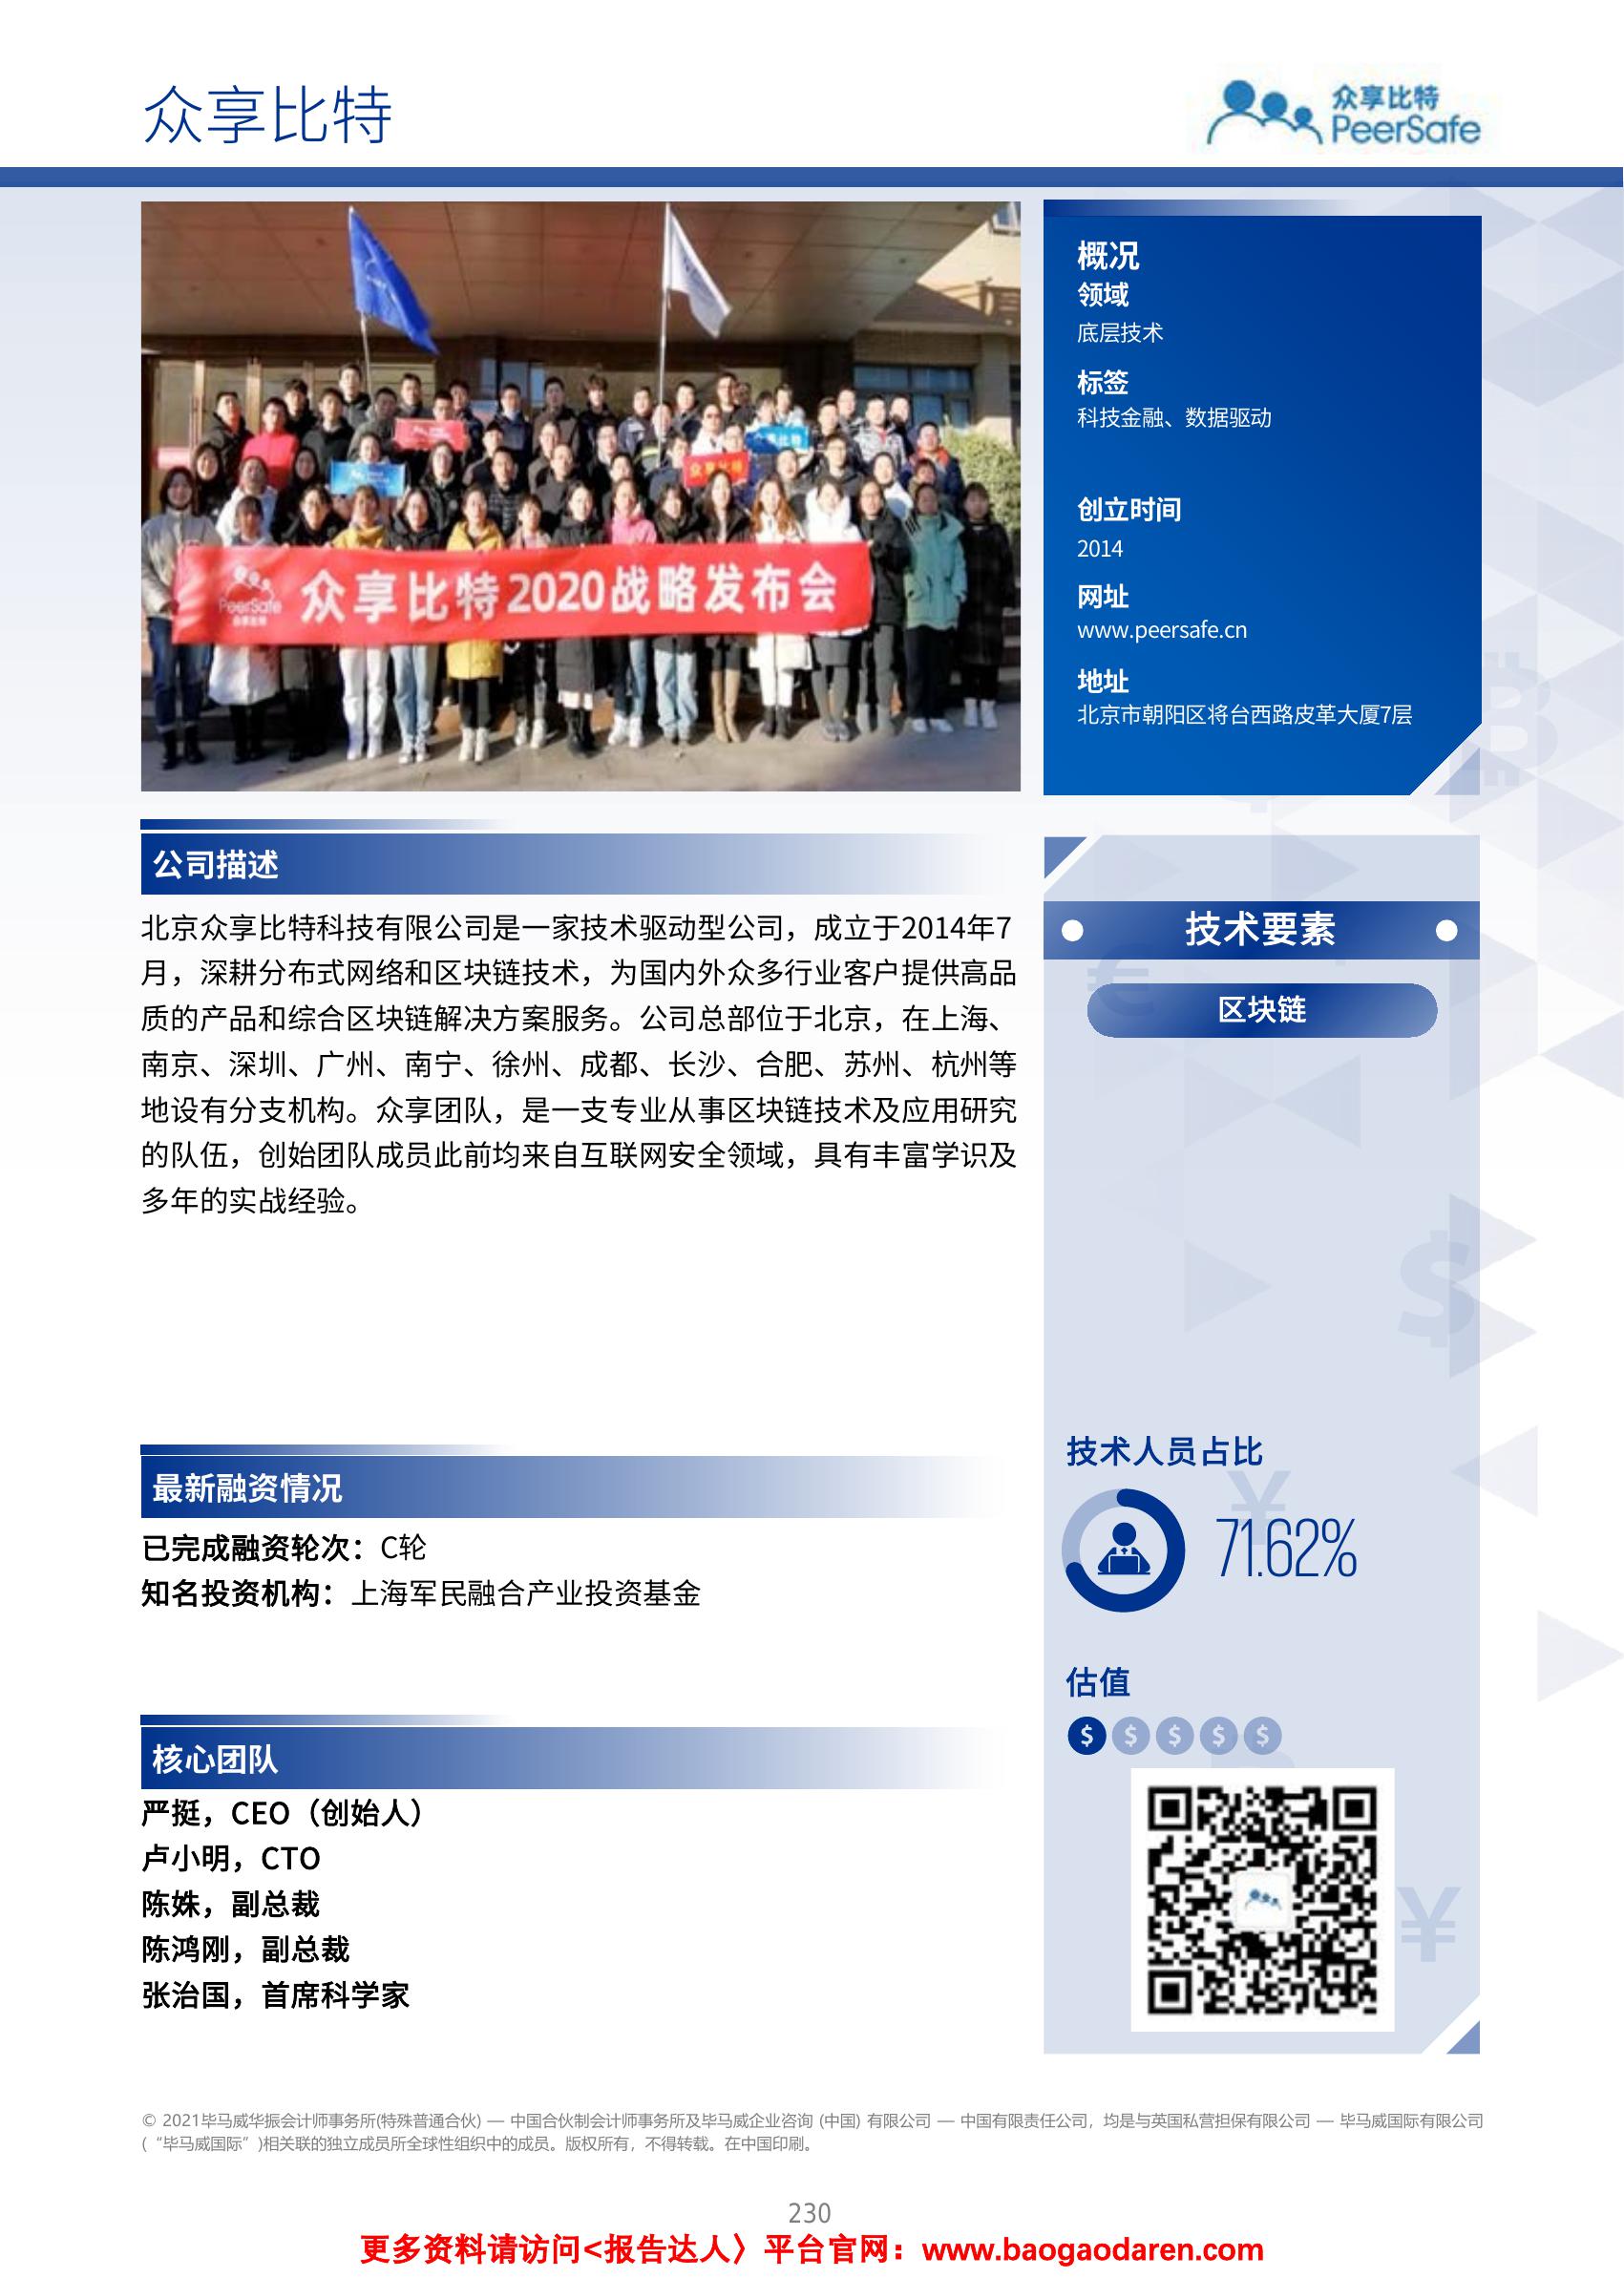 众享比特
众享比特
PeerSafe
众享比特
PeerSafe 众享比特2020战略发布会
概况
领域
底层技术
标签
科技金融、数据驱动
创立时间
2014
网址
www.peersafe.cn
地址
北京市朝阳区将台西路皮革大厦7层
公司描述
北京众享比特科技有限公司是一家技术驱动型公司，成立于2014年7
月，深耕分布式网络和区块链技术，为国内外众多行业客户提供高品
质的产品和综合区块链解决方案服务。公司总部位于北京，在上海、
南京、深圳、广州、南宁、徐州、成都、长沙、合肥、苏州、杭州等
地设有分支机构。众享团队，是一支专业从事区块链技术及应用研究
的队伍，创始团队成员此前均来自互联网安全领域，具有丰富学识及
多年的实战经验。
技术要素
区块链
最新融资情况
已完成融资轮次：C轮
知名投资机构：上海军民融合产业投资基金
技术人员占比
71.62%
估值
$ $ $ $ $
核心团队
严挺，CEO（创始人）
卢小明，CTO
陈姝，副总裁
陈鸿刚，副总裁
张治国，首席科学家
© 2021毕马威华振会计师事务所(特殊普通合伙) — 中国合伙制会计师事务所及毕马威企业咨询 (中国) 有限公司 — 中国有限责任公司，均是与英国私营担保有限公司 — 毕马威国际有限公司
(“毕马威国际”)相关联的独立成员所全球性组织中的成员。版权所有，不得转载。在中国印刷。
230
更多资料请访问<报告达人〉平台官网：www.baogaodaren.com